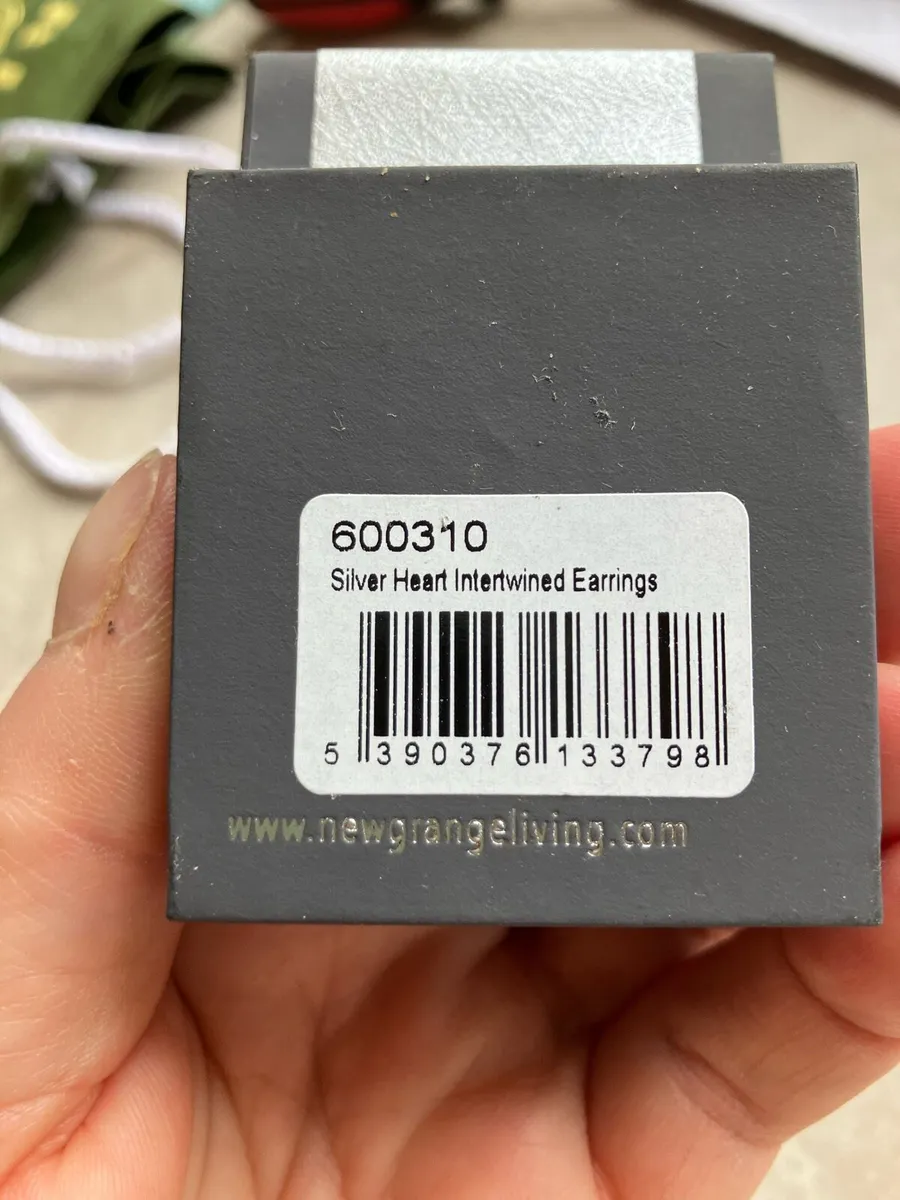 600310
Silver Heart Intertwined Earrings
5 390376 133798
www.newgrangeliving.com